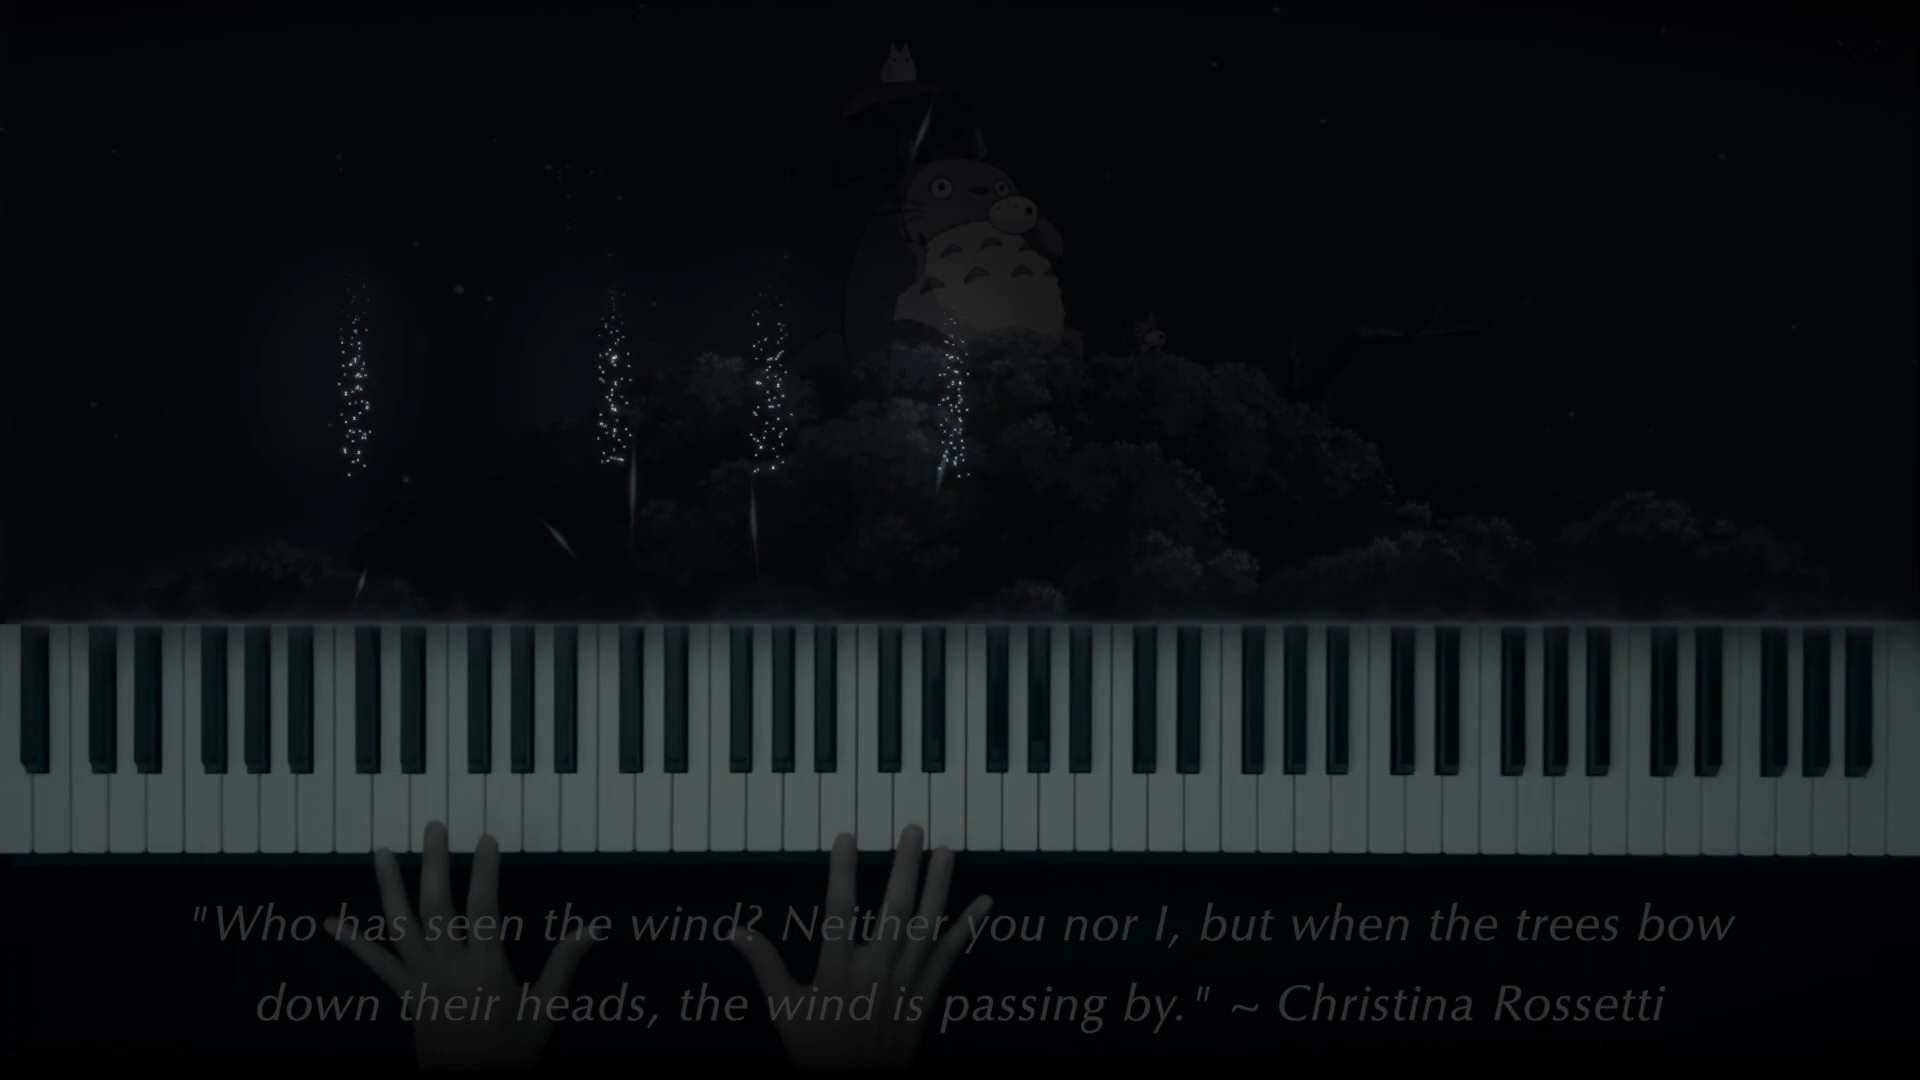 "Who has seen the wind? Neither you nor I, but when the trees bow
down their heads, the wind is passing by." ~ Christina Rossetti